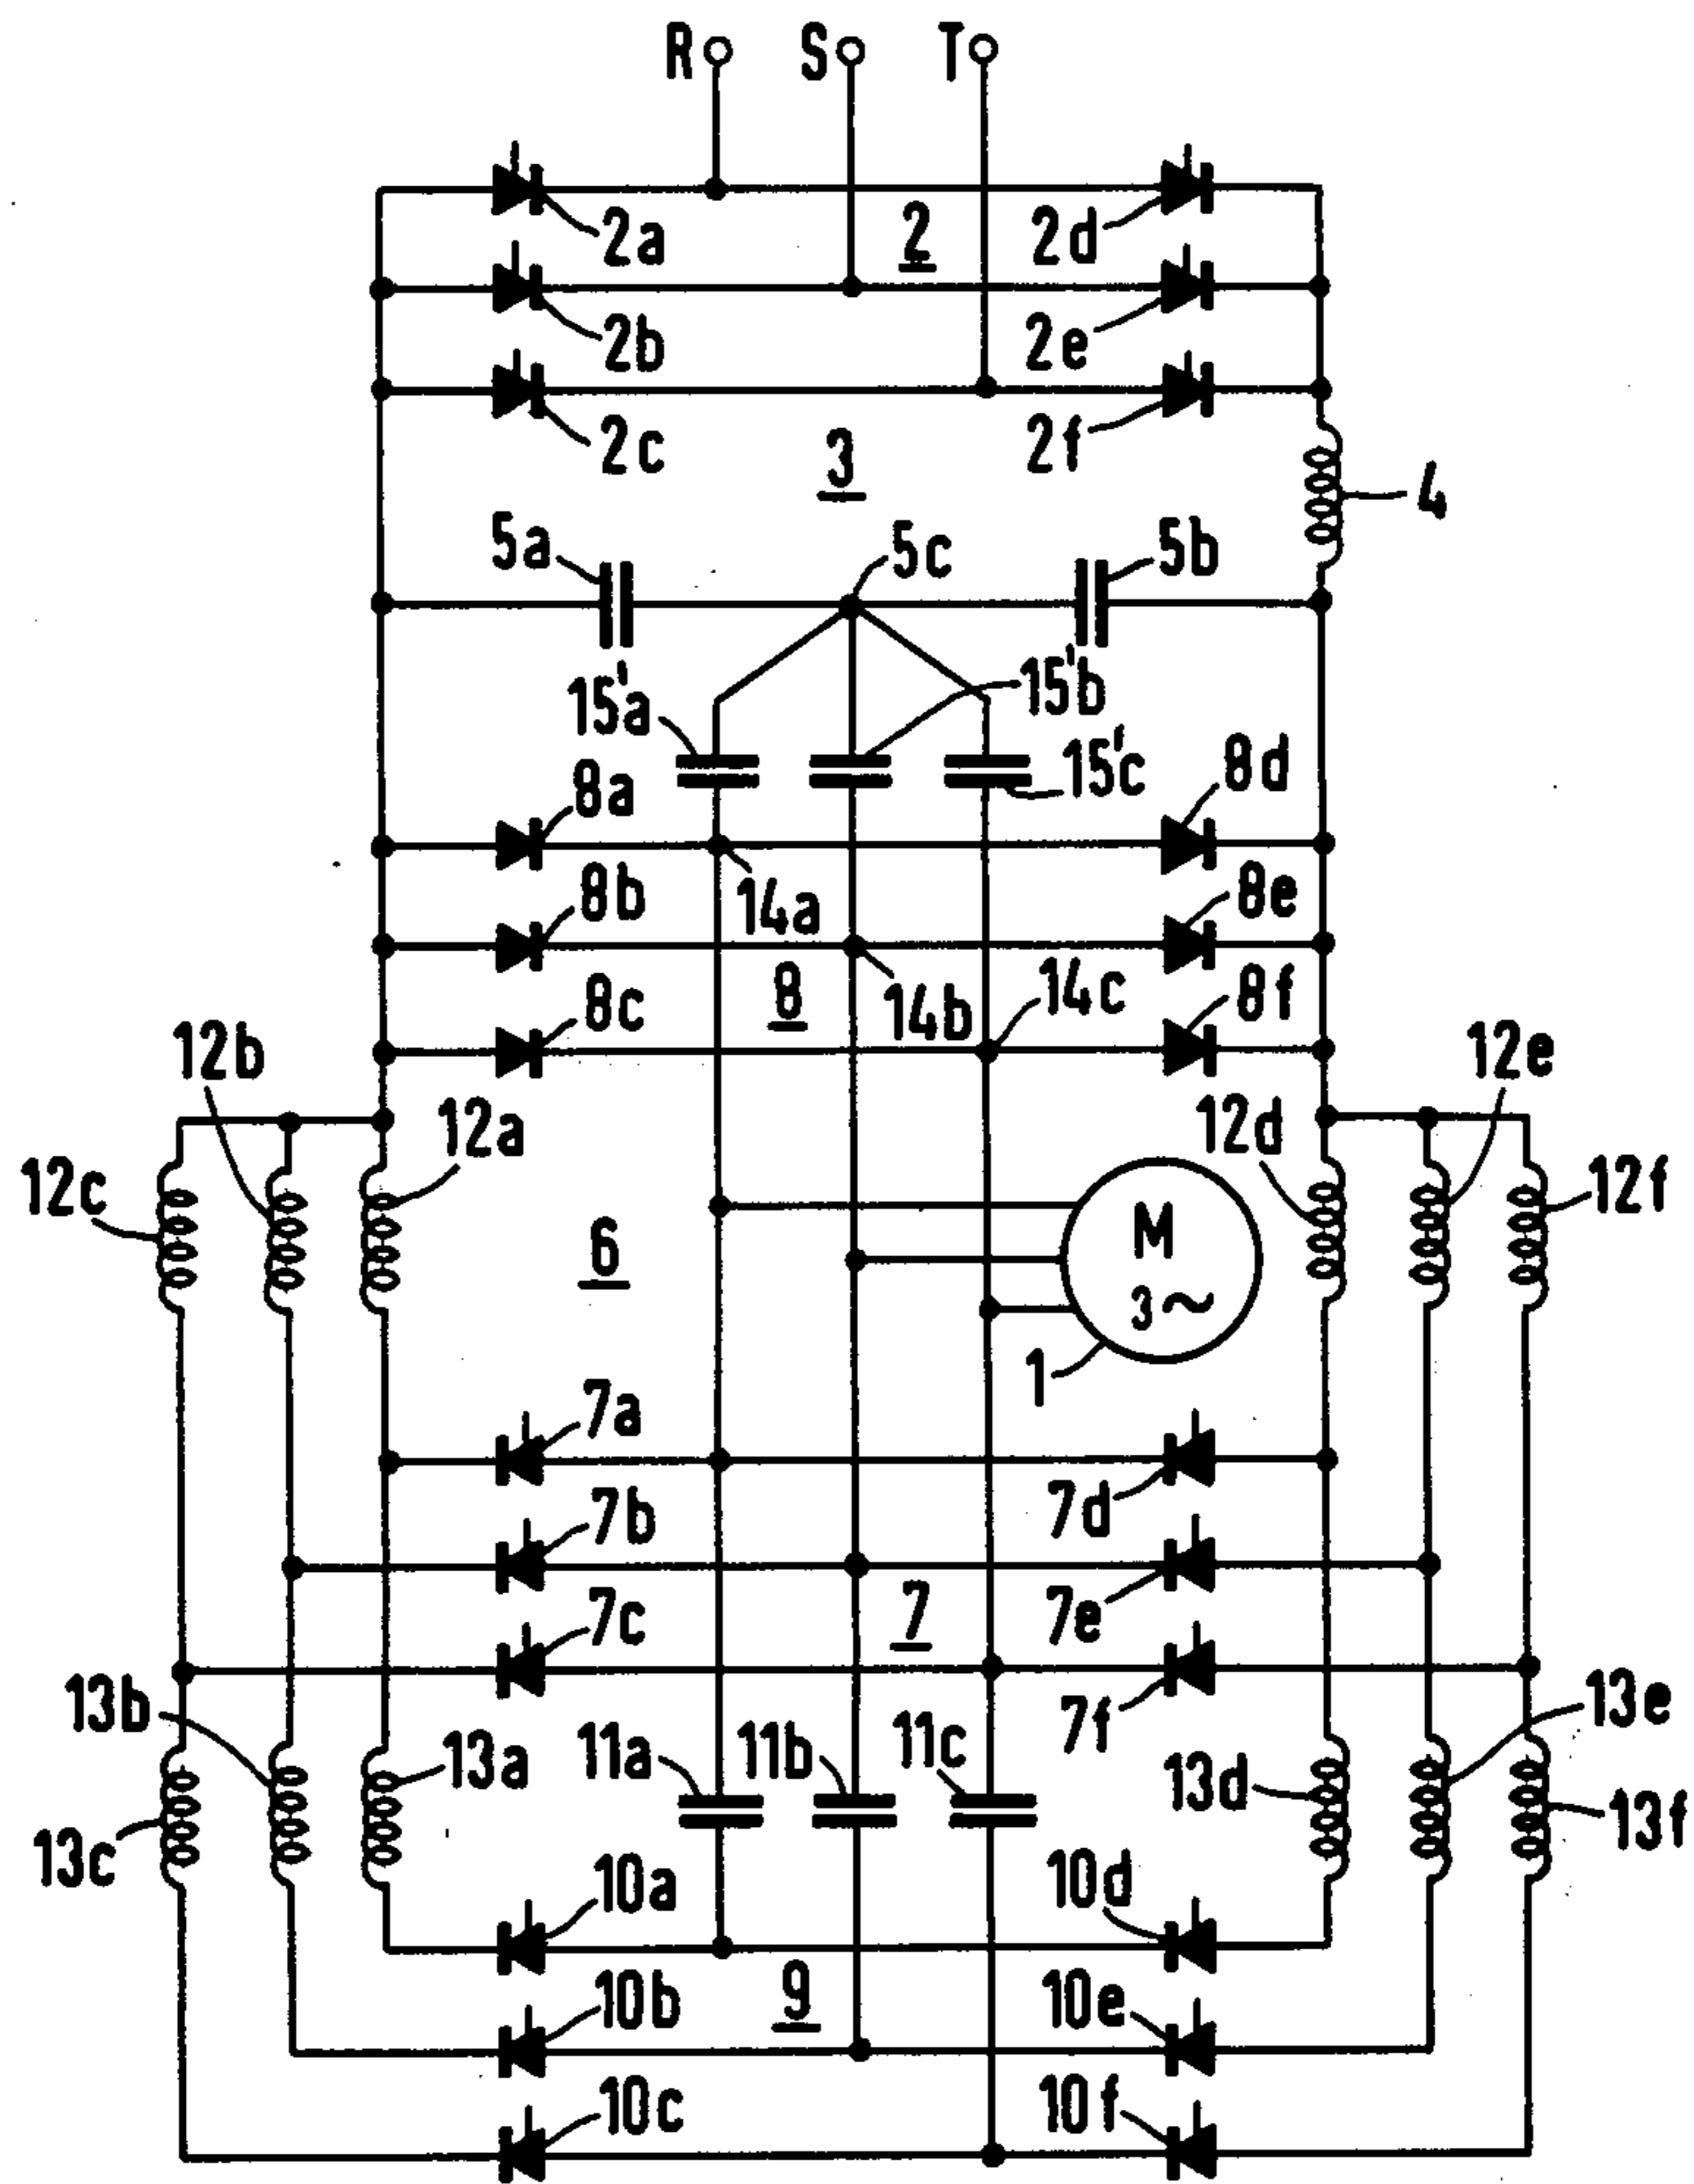 R S T
2a 2 2d
2b 2e
2c 3 2f
4
5a 5c 5b
15'a 15'b
15'c 8d
8a
8b 14a 8e
8c 8 14b 14c 8f
12b 12e
12c 12a 12d 12f
6 M
3~
1
7a
7b 7d
7c 7 7e
13b 7f 13e
13a 11a 11b 11c 13d
13c 13f
10a 10d
10b 9 10e
10c 10f